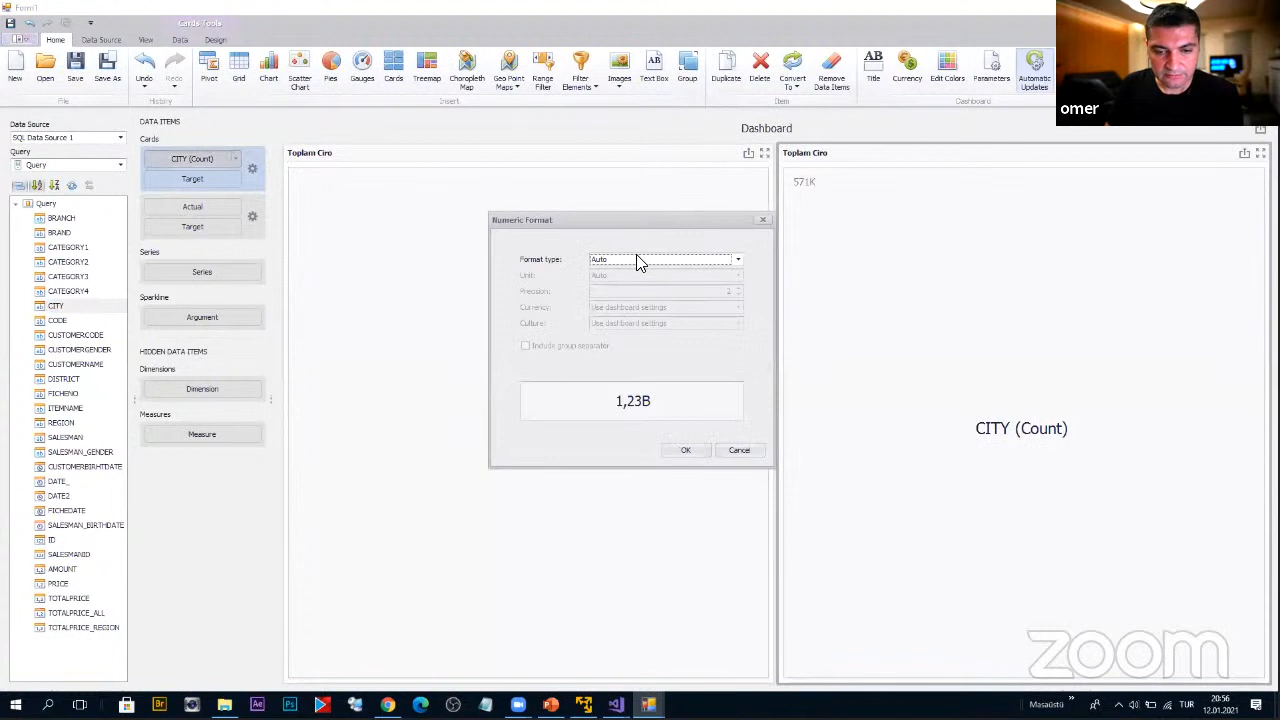 Form1
Cards Tools
Home
Data Source
View
Data
Design
New
Open
Save
Save As
Undo
Redo
Pivot
Grid
Chart
Scatter
Chart
Pies
Gauges
Cards
Treemap
Choropleth
Map
Geo Point
Maps
Range
Filter
Filter
Elements
Images
Text Box
Group
Duplicate
Delete
Convert
To
Remove
Data Items
AB
Title
Currency
Edit Colors
Parameters
Automatic
Updates
File
History
Insert
Item
Dashboard
omer
Data Source
SQL Data Source 1
Query
Query
Query
BRANCH
BRAND
CATEGORY1
CATEGORY2
CATEGORY3
CATEGORY4
CITY
CODE
CUSTOMERCODE
CUSTOMERGENDER
CUSTOMERNAME
DISTRICT
FICHENO
ITEMNAME
REGION
SALESMAN
SALESMAN_GENDER
CUSTOMERBIRHTDATE
DATE_
DATE2
FICHEDATE
SALESMAN_BIRTHDATE
ID
SALESMANID
AMOUNT
PRICE
TOTALPRICE
TOTALPRICE_ALL
TOTALPRICE_REGION
DATA ITEMS
Cards
CITY (Count)
Target
Actual
Target
Series
Series
Sparkline
Argument
HIDDEN DATA ITEMS
Dimensions
Dimension
Measures
Measure
Dashboard
Toplam Ciro
Toplam Ciro
571K
CITY (Count)
Numeric Format
Format type:
Auto
Unit:
Auto
Precision:
2
Currency:
Use dashboard settings
Culture:
Use dashboard settings
Include group separator
1,23B
OK
Cancel
zoom
Br
Ae
Ps
Masaüstü
TUR
20:56
12.01.2021